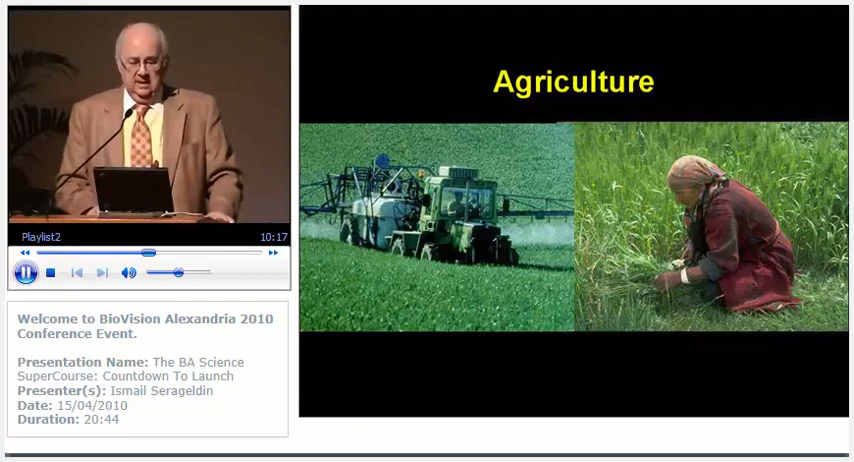 Agriculture
Playlist2
10:17
Welcome to BioVision Alexandria 2010
Conference Event.
Presentation Name: The BA Science
SuperCourse: Countdown To Launch
Presenter(s): Ismail Serageldin
Date: 15/04/2010
Duration: 20:44